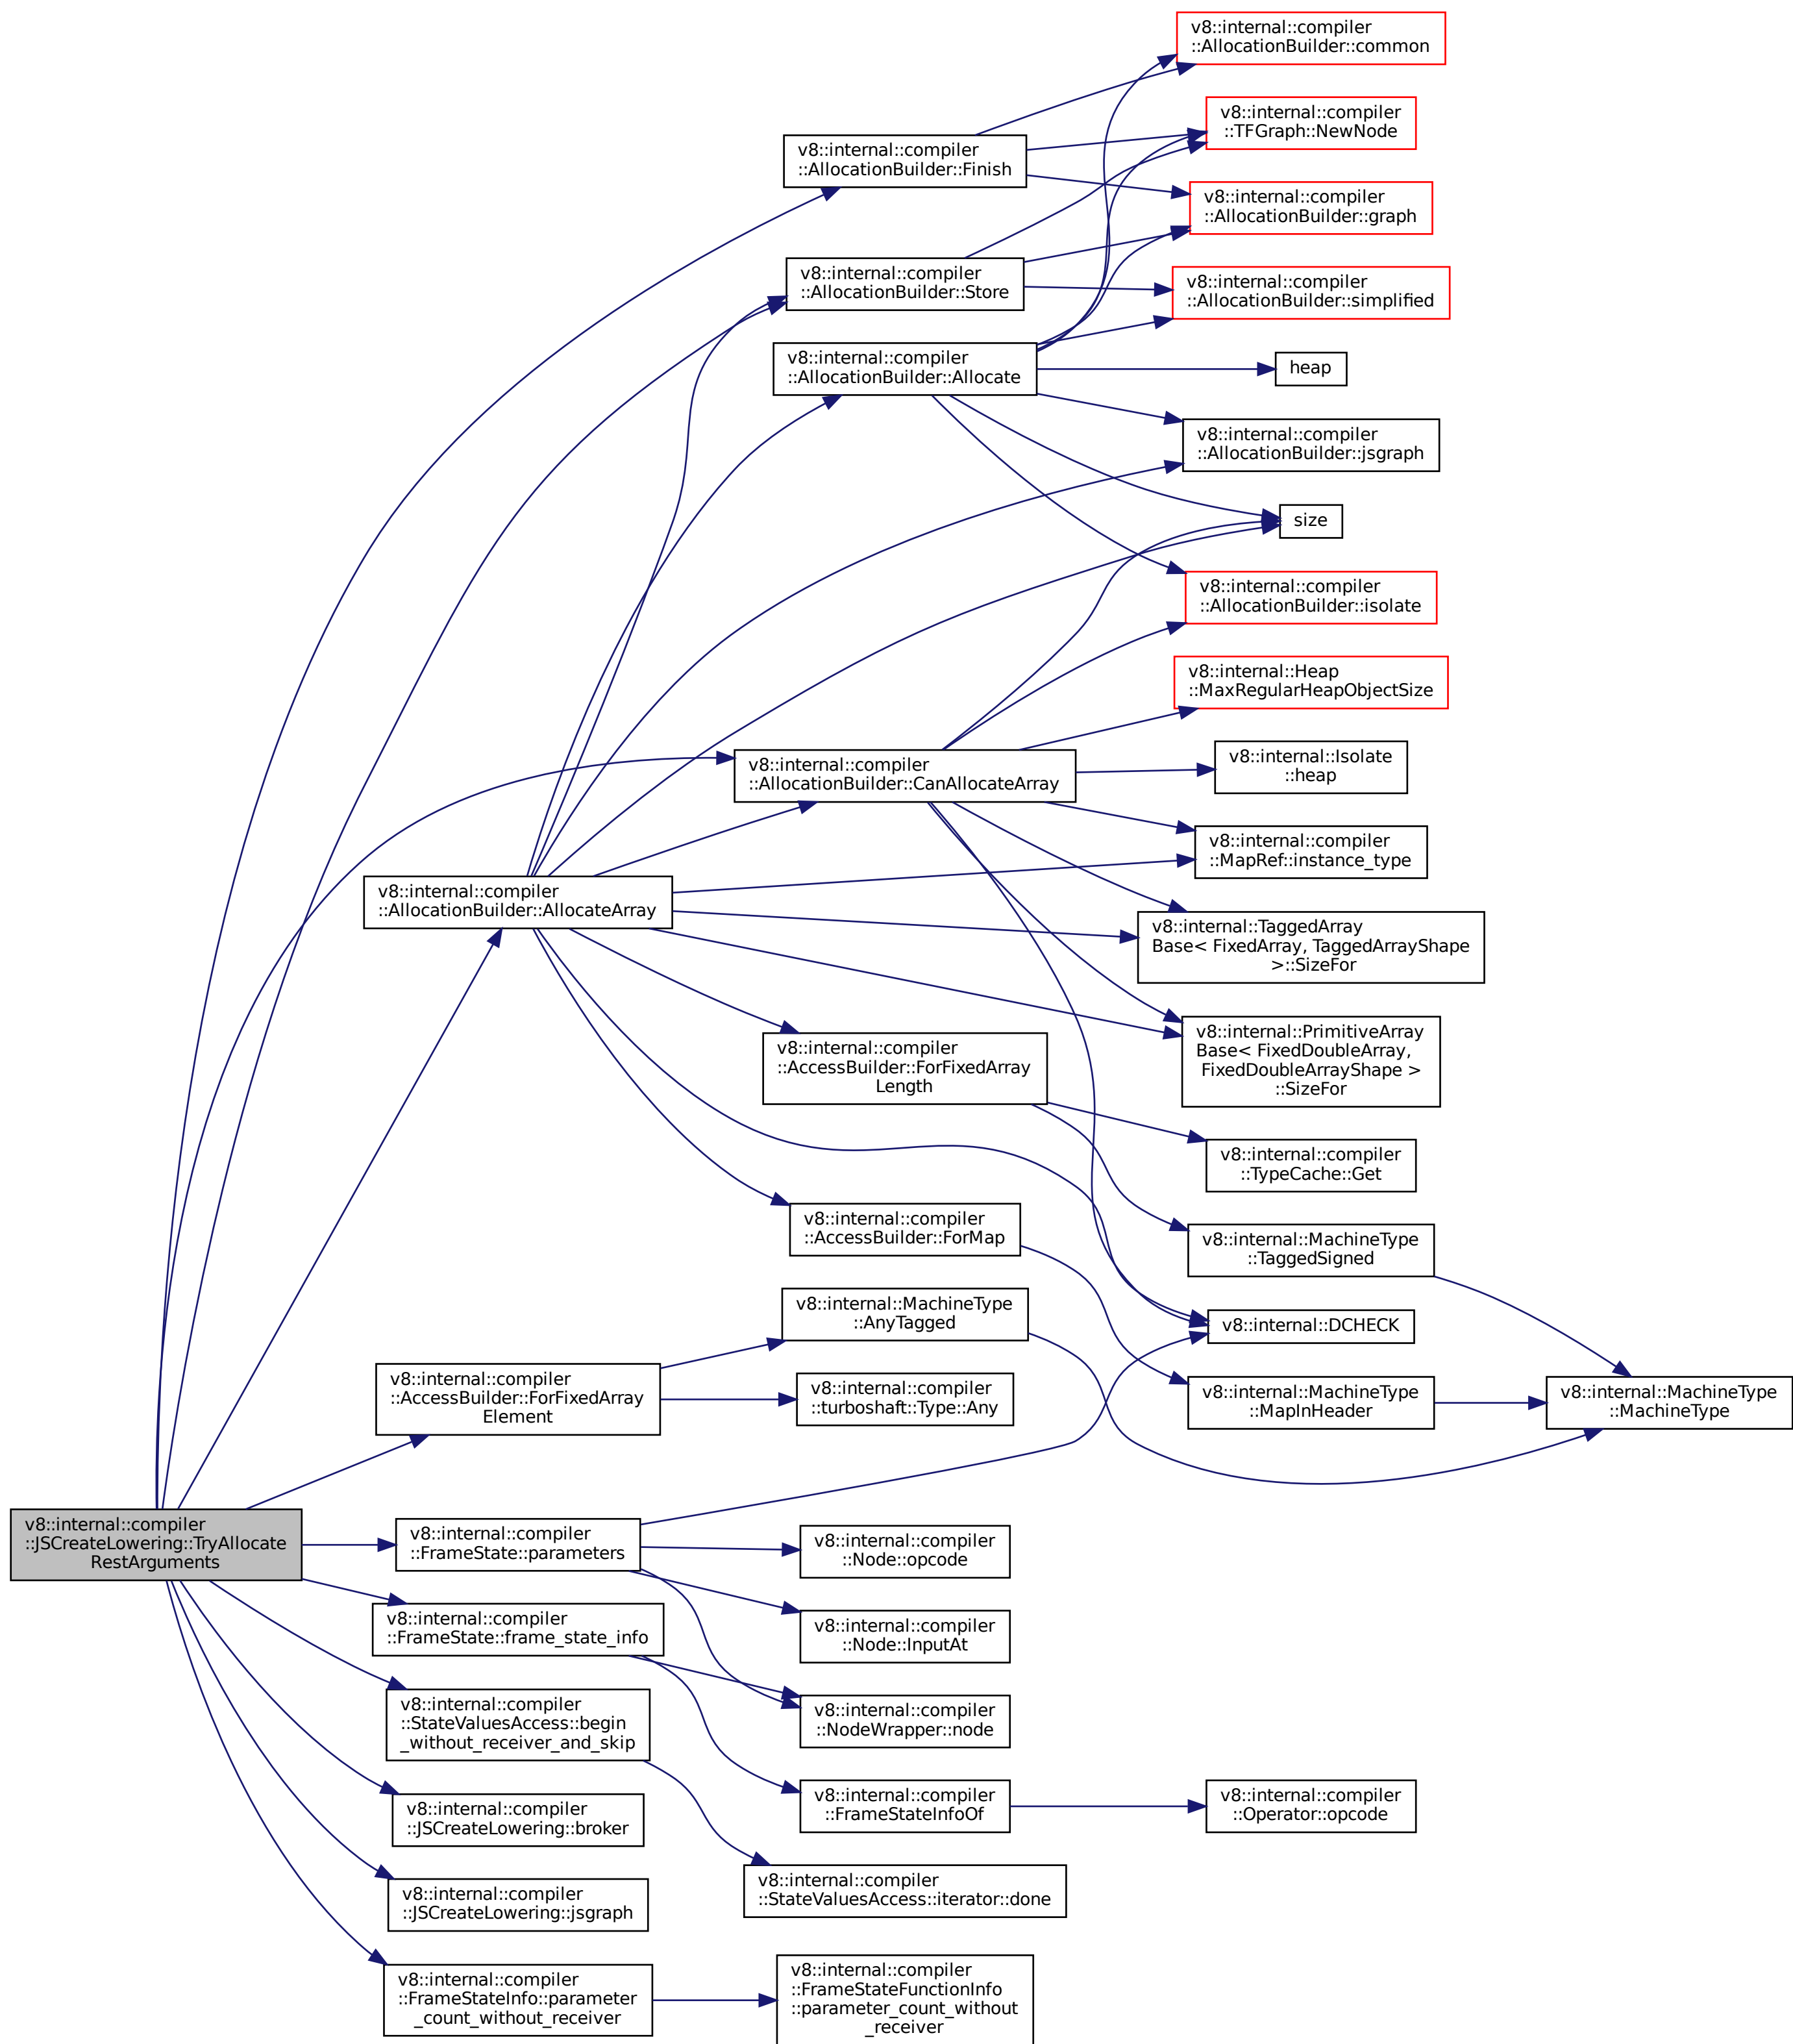 v8::internal::compiler
::AllocationBuilder::common
v8::internal::compiler
::TFGraph::NewNode
v8::internal::compiler
::AllocationBuilder::Finish
v8::internal::compiler
::AllocationBuilder::graph
v8::internal::compiler
::AllocationBuilder::Store
v8::internal::compiler
::AllocationBuilder::simplified
v8::internal::compiler
::AllocationBuilder::Allocate
heap
v8::internal::compiler
::AllocationBuilder::jsgraph
size
v8::internal::compiler
::AllocationBuilder::isolate
v8::internal::Heap
::MaxRegularHeapObjectSize
v8::internal::compiler
::AllocationBuilder::CanAllocateArray
v8::internal::Isolate
::heap
v8::internal::compiler
::MapRef::instance_type
v8::internal::compiler
::AllocationBuilder::AllocateArray
v8::internal::TaggedArray
Base< FixedArray, TaggedArrayShape
>::SizeFor
v8::internal::PrimitiveArray
Base< FixedDoubleArray,
FixedDoubleArrayShape >
::SizeFor
v8::internal::compiler
::AccessBuilder::ForFixedArray
Length
v8::internal::compiler
::TypeCache::Get
v8::internal::compiler
::AccessBuilder::ForMap
v8::internal::MachineType
::TaggedSigned
v8::internal::MachineType
::AnyTagged
v8::internal::DCHECK
v8::internal::compiler
::AccessBuilder::ForFixedArray
Element
v8::internal::compiler
::turboshaft::Type::Any
v8::internal::MachineType
::MapInHeader
v8::internal::MachineType
::MachineType
v8::internal::compiler
::JSCreateLowering::TryAllocate
RestArguments
v8::internal::compiler
::FrameState::parameters
v8::internal::compiler
::Node::opcode
v8::internal::compiler
::FrameState::frame_state_info
v8::internal::compiler
::Node::InputAt
v8::internal::compiler
::StateValuesAccess::begin
_without_receiver_and_skip
v8::internal::compiler
::NodeWrapper::node
v8::internal::compiler
::JSCreateLowering::broker
v8::internal::compiler
::FrameStateInfoOf
v8::internal::compiler
::Operator::opcode
v8::internal::compiler
::JSCreateLowering::jsgraph
v8::internal::compiler
::StateValuesAccess::iterator::done
v8::internal::compiler
::FrameStateInfo::parameter
_count_without_receiver
v8::internal::compiler
::FrameStateFunctionInfo
::parameter_count_without
_receiver